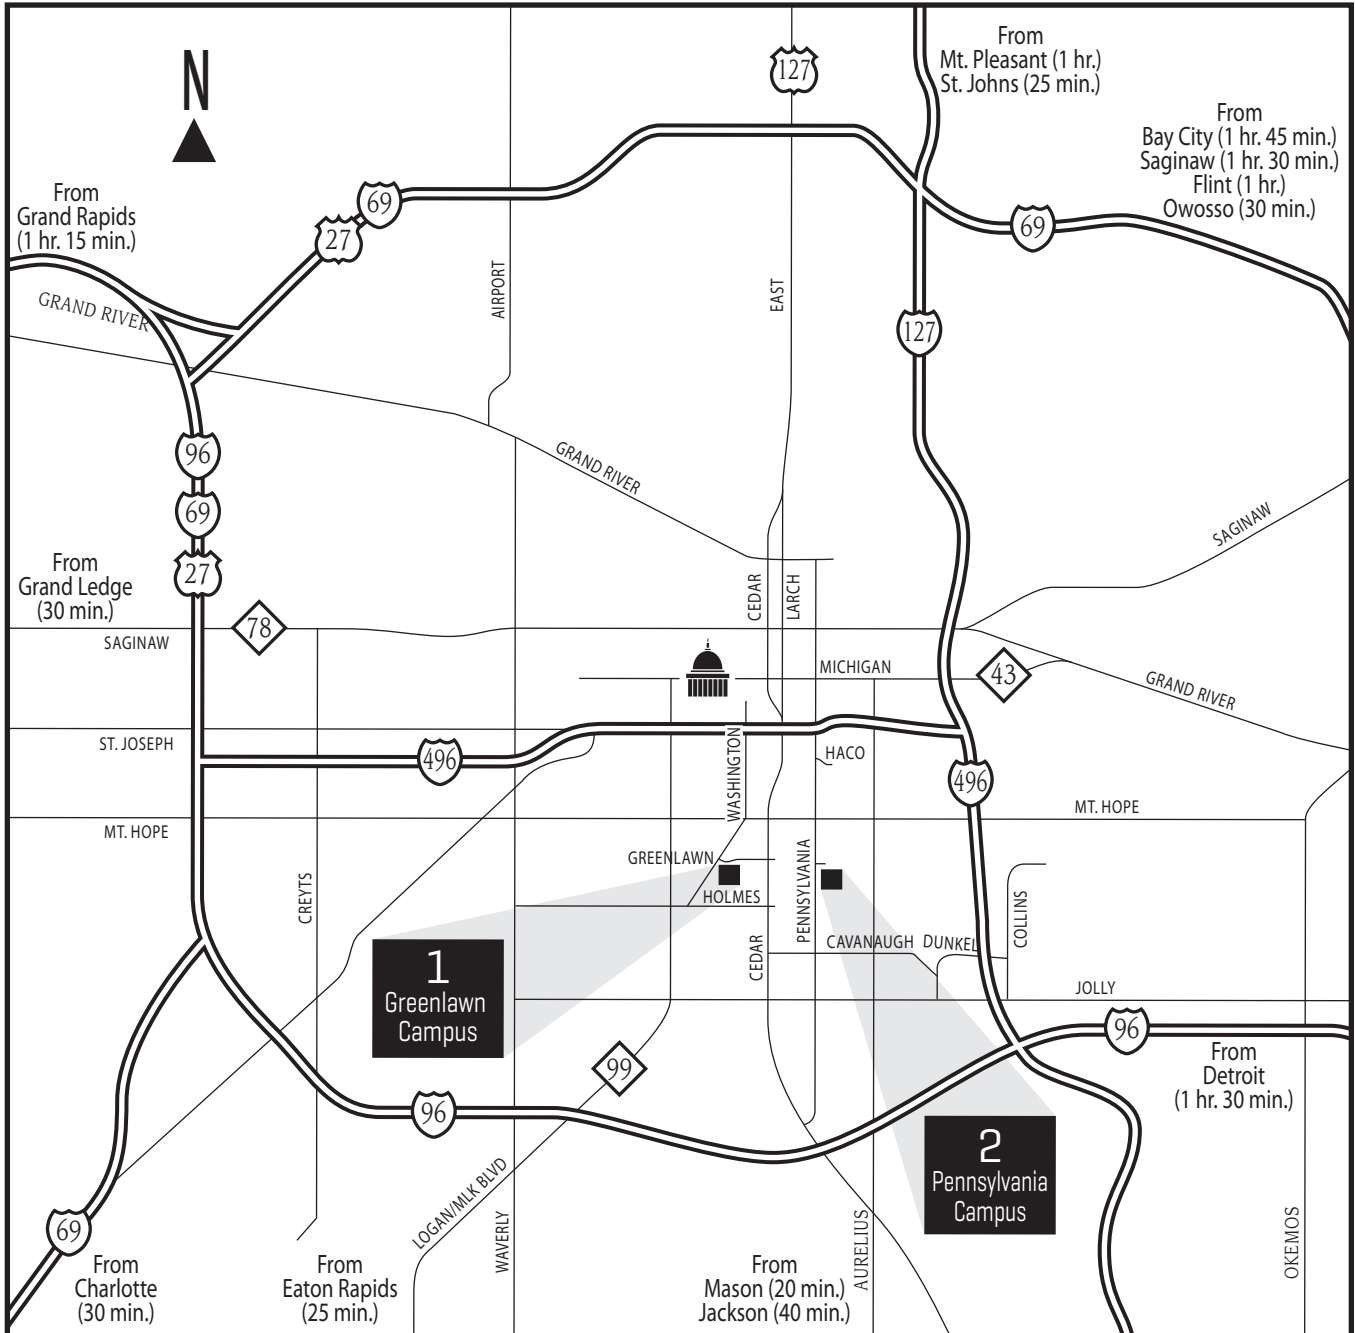 N
127
From
Mt. Pleasant (1 hr.)
St. Johns (25 min.)
From
Bay City (1 hr. 45 min.)
Saginaw (1 hr. 30 min.)
Flint (1 hr.)
Owosso (30 min.)
From
Grand Rapids
(1 hr. 15 min.)
69
27
69
AIRPORT
EAST
GRAND RIVER
127
96
GRAND RIVER
69
SAGINAW
From
Grand Ledge
(30 min.)
27
CEDAR
LARCH
78
SAGINAW
MICHIGAN
43
GRAND RIVER
ST. JOSEPH
496
WASHINGTON
HACO
496
MT. HOPE
MT. HOPE
CREYTS
GREENLAWN
HOLMES
PENNSYLVANIA
COLLINS
CEDAR
CAVANAUGH
DUNKEL
1
Greenlawn
Campus
JOLLY
96
99
From
Detroit
(1 hr. 30 min.)
96
2
Pennsylvania
Campus
LOGAN/MLK BLVD
WAVERLY
AURELIUS
OKEMOS
69
From
Charlotte
(30 min.)
From
Eaton Rapids
(25 min.)
From
Mason (20 min.)
Jackson (40 min.)